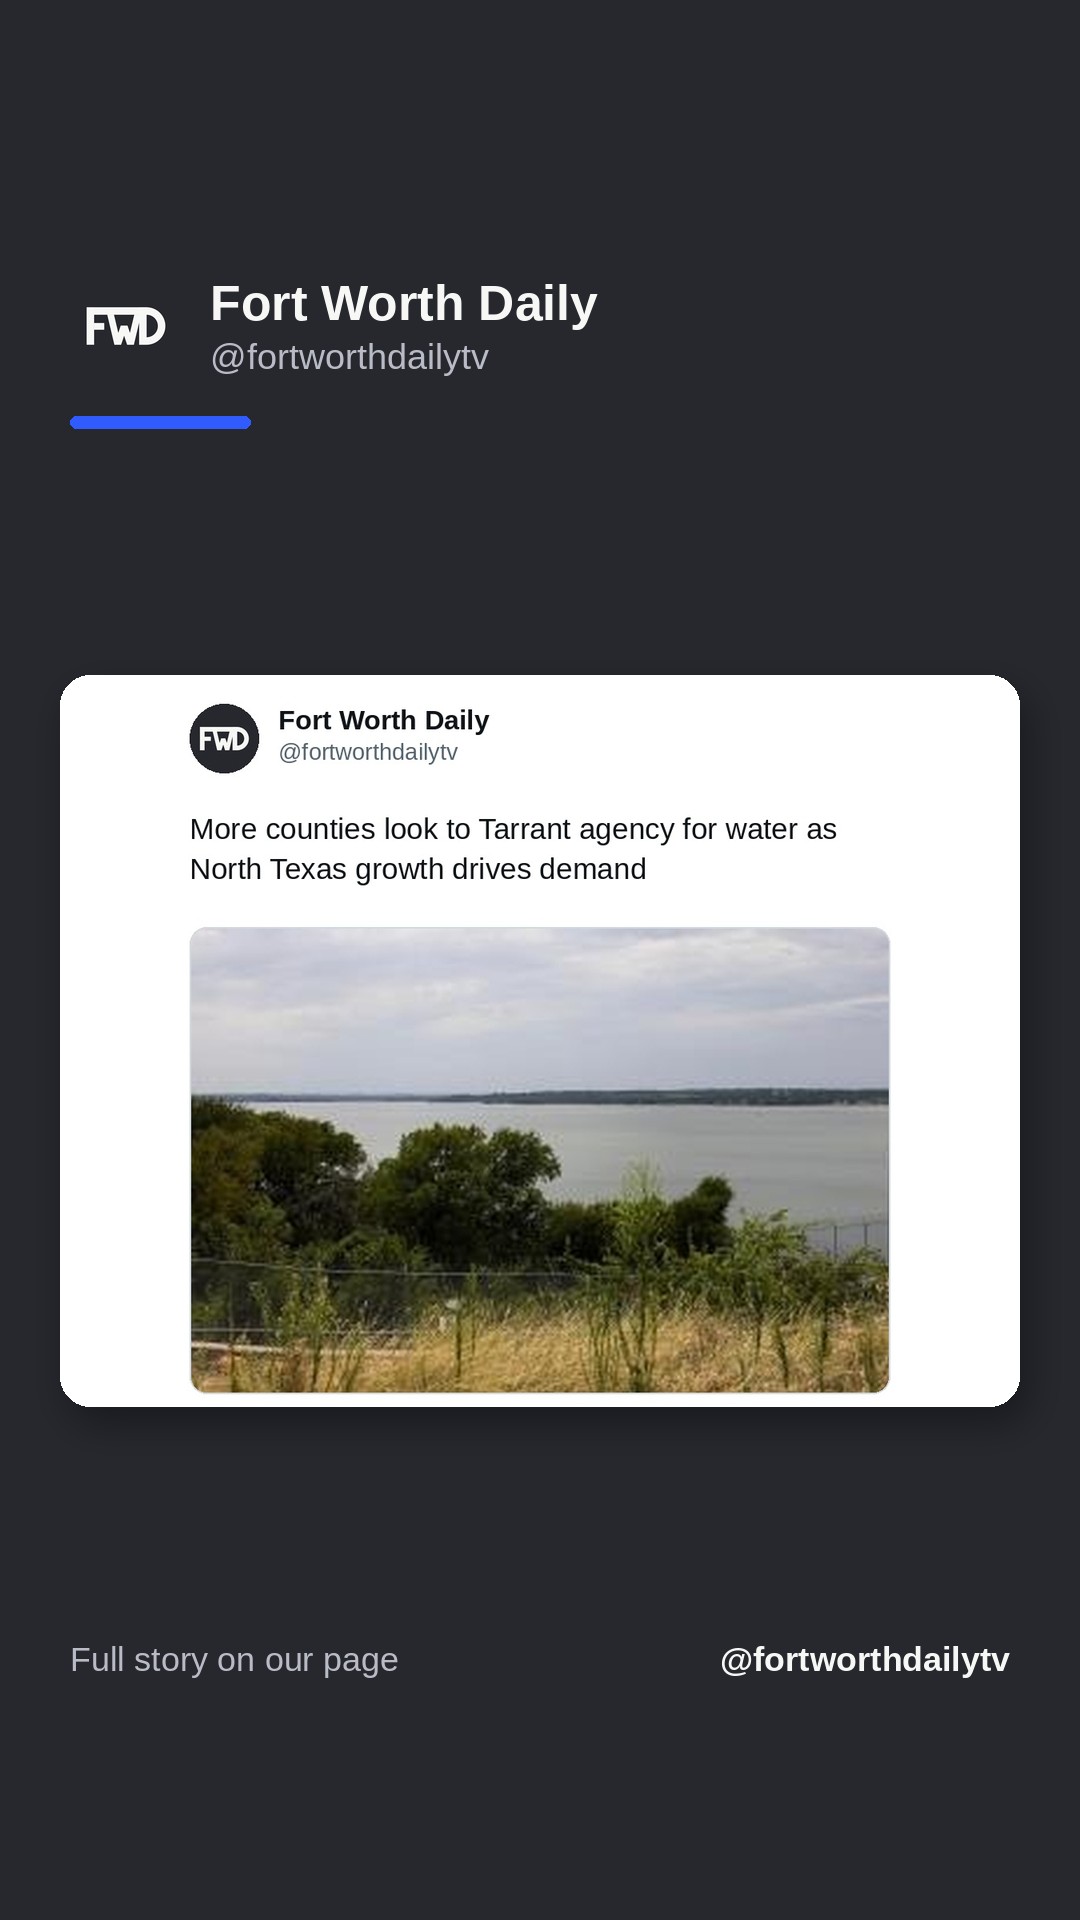 FWD
Fort Worth Daily
@fortworthdailytv
FWD
Fort Worth Daily
@fortworthdailytv
More counties look to Tarrant agency for water as
North Texas growth drives demand
Full story on our page
@fortworthdailytv